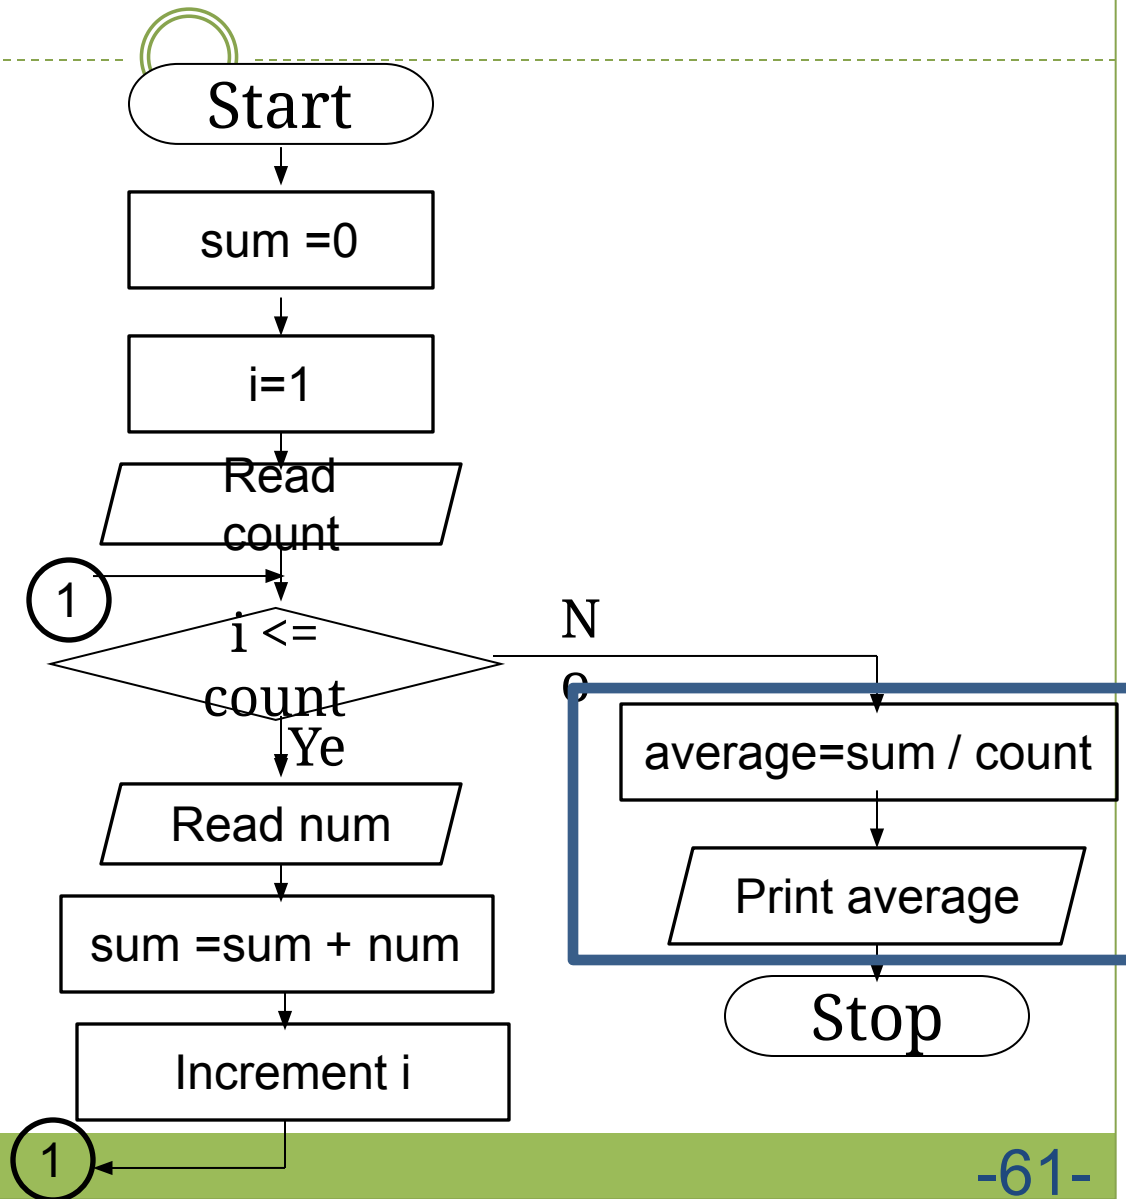 Start
sum =0
i=1
Read
count
1
i <=
count
N
o
Ye
Read num
sum =sum + num
Increment i
1
average=sum / count
Print average
Stop
-61-